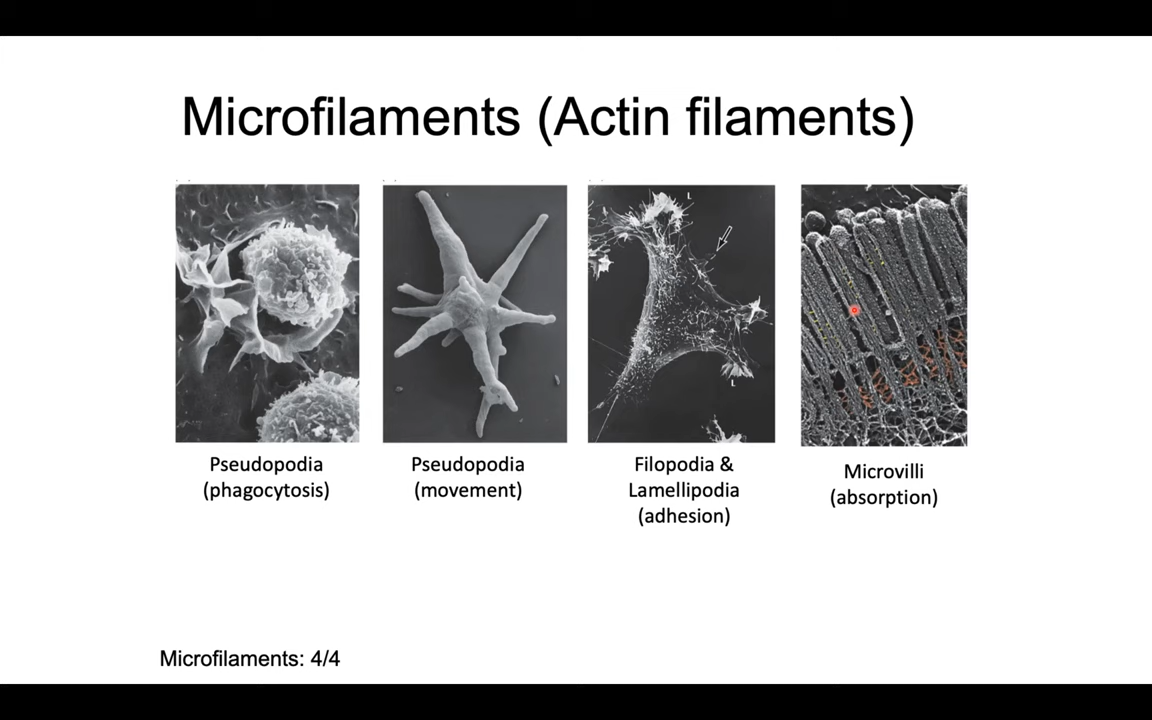 Microfilaments (Actin filaments)
L
L
Pseudopodia
(phagocytosis)
Pseudopodia
(movement)
Filopodia &
Lamellipodia
(adhesion)
Microvilli
(absorption)
Microfilaments: 4/4